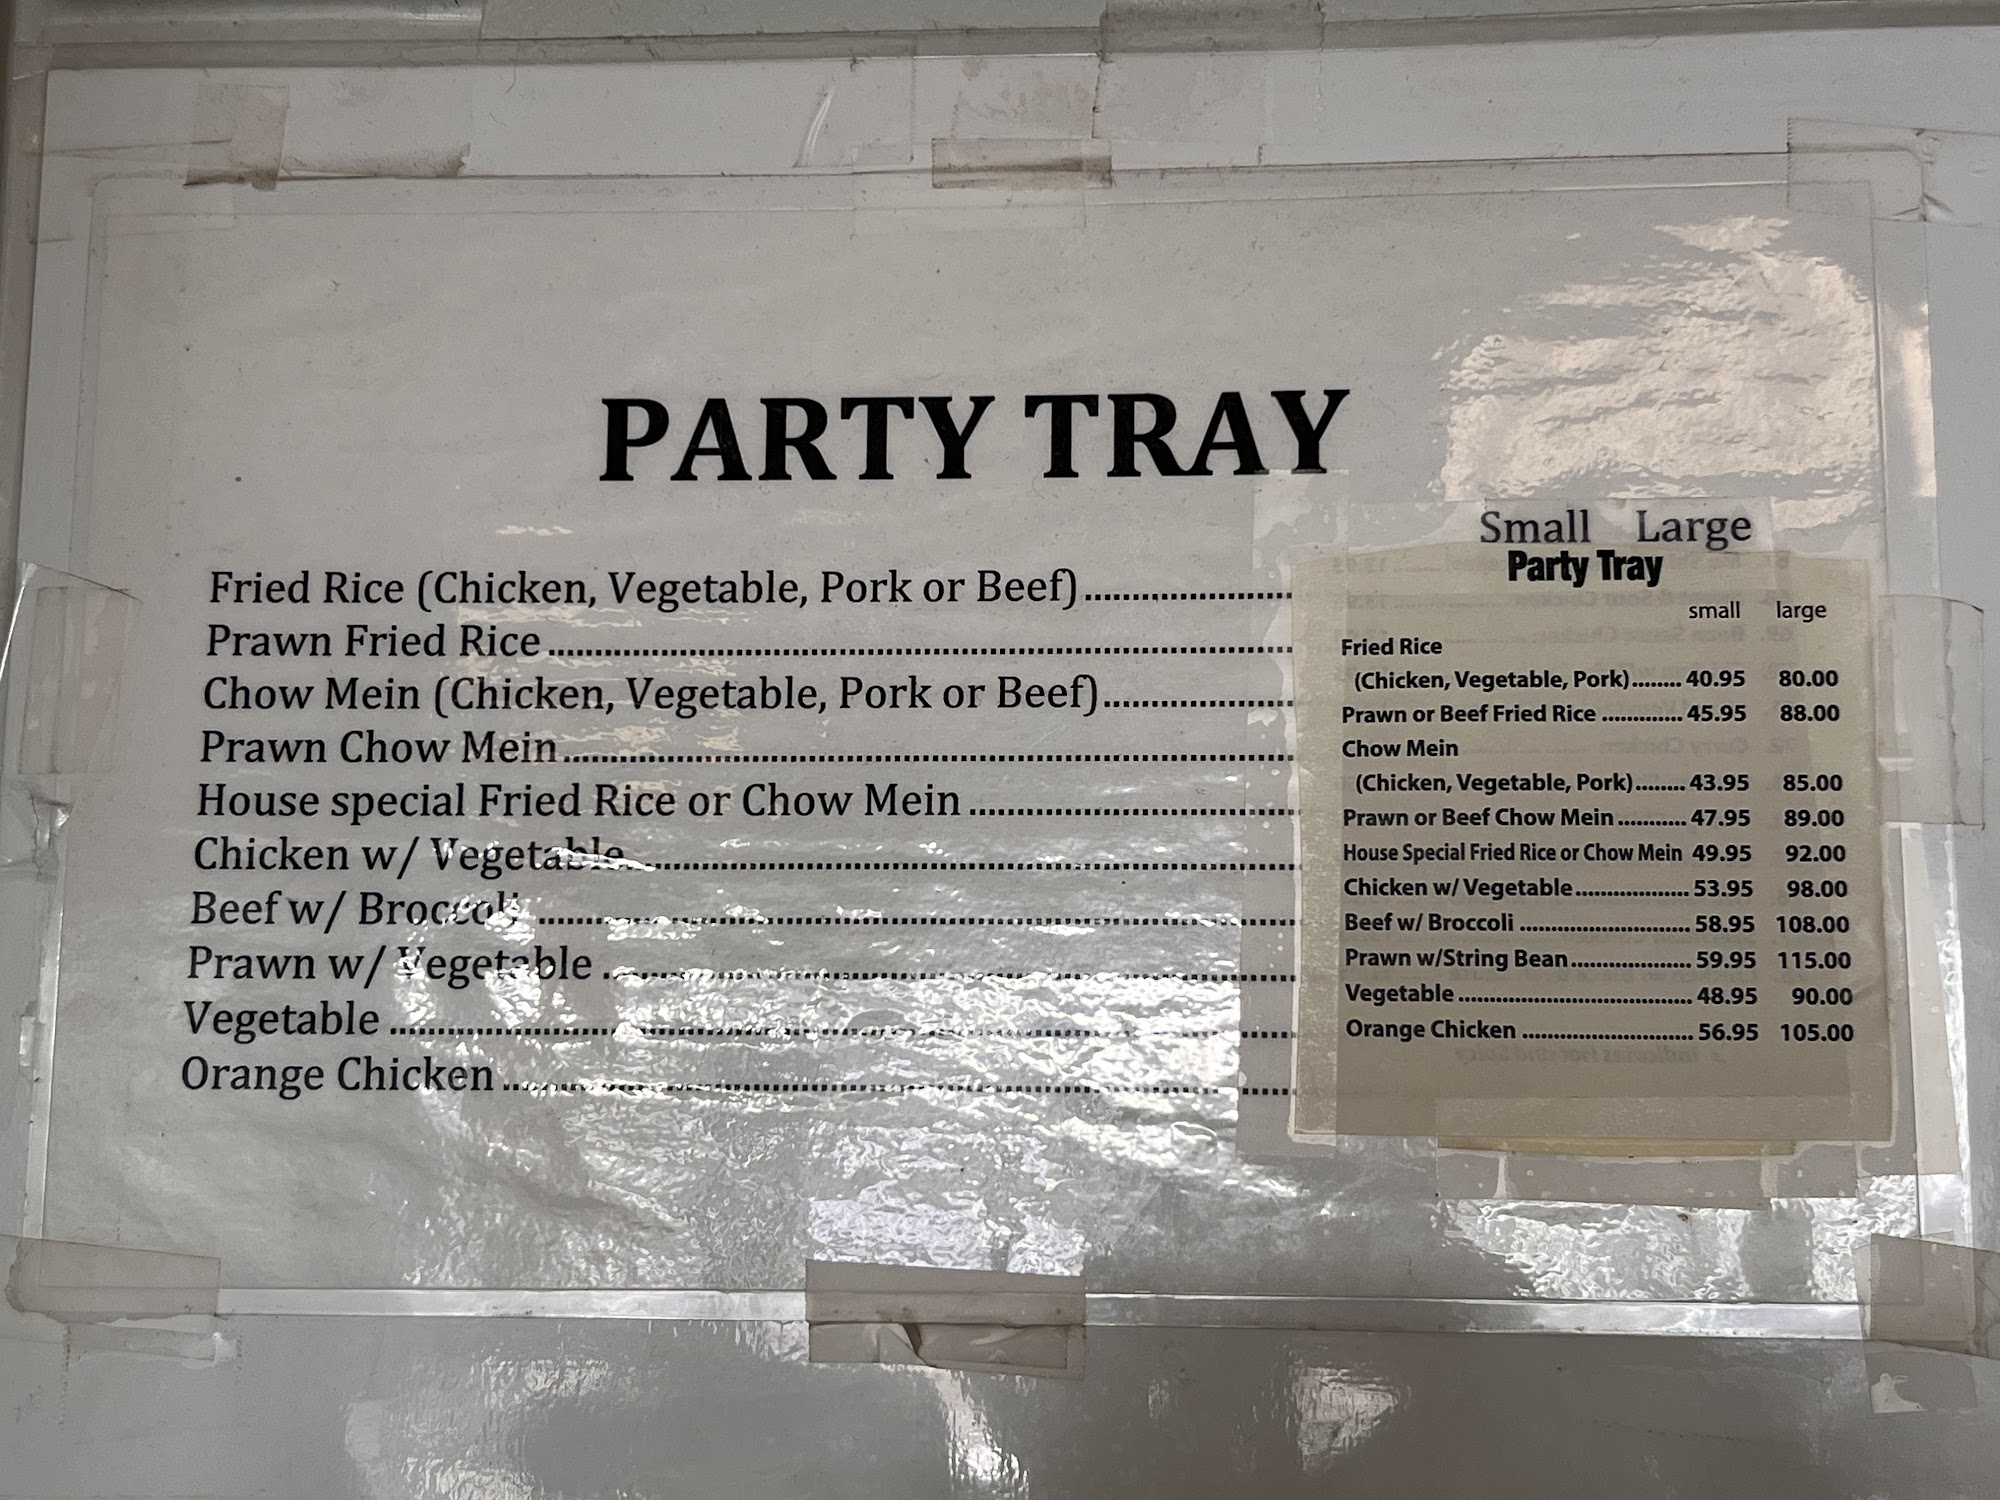 PARTY TRAY
Small Large
Fried Rice (Chicken, Vegetable, Pork or Beef)
Prawn Fried Rice
Chow Mein (Chicken, Vegetable, Pork or Beef)
Prawn Chow Mein
House special Fried Rice or Chow Mein
Chicken w/ Vegetable
Beef w/ Broccoli
Prawn w/ Vegetable
Vegetable
Orange Chicken
Party Tray
small large
Fried Rice
(Chicken, Vegetable, Pork)........ 40.95 80.00
Prawn or Beef Fried Rice ............. 45.95 88.00
Chow Mein
(Chicken, Vegetable, Pork)........ 43.95 85.00
Prawn or Beef Chow Mein ........... 47.95 89.00
House Special Fried Rice or Chow Mein 49.95 92.00
Chicken w/ Vegetable.................. 53.95 98.00
Beef w/ Broccoli ........................... 58.95 108.00
Prawn w/String Bean................... 59.95 115.00
Vegetable ..................................... 48.95 90.00
Orange Chicken ........................... 56.95 105.00